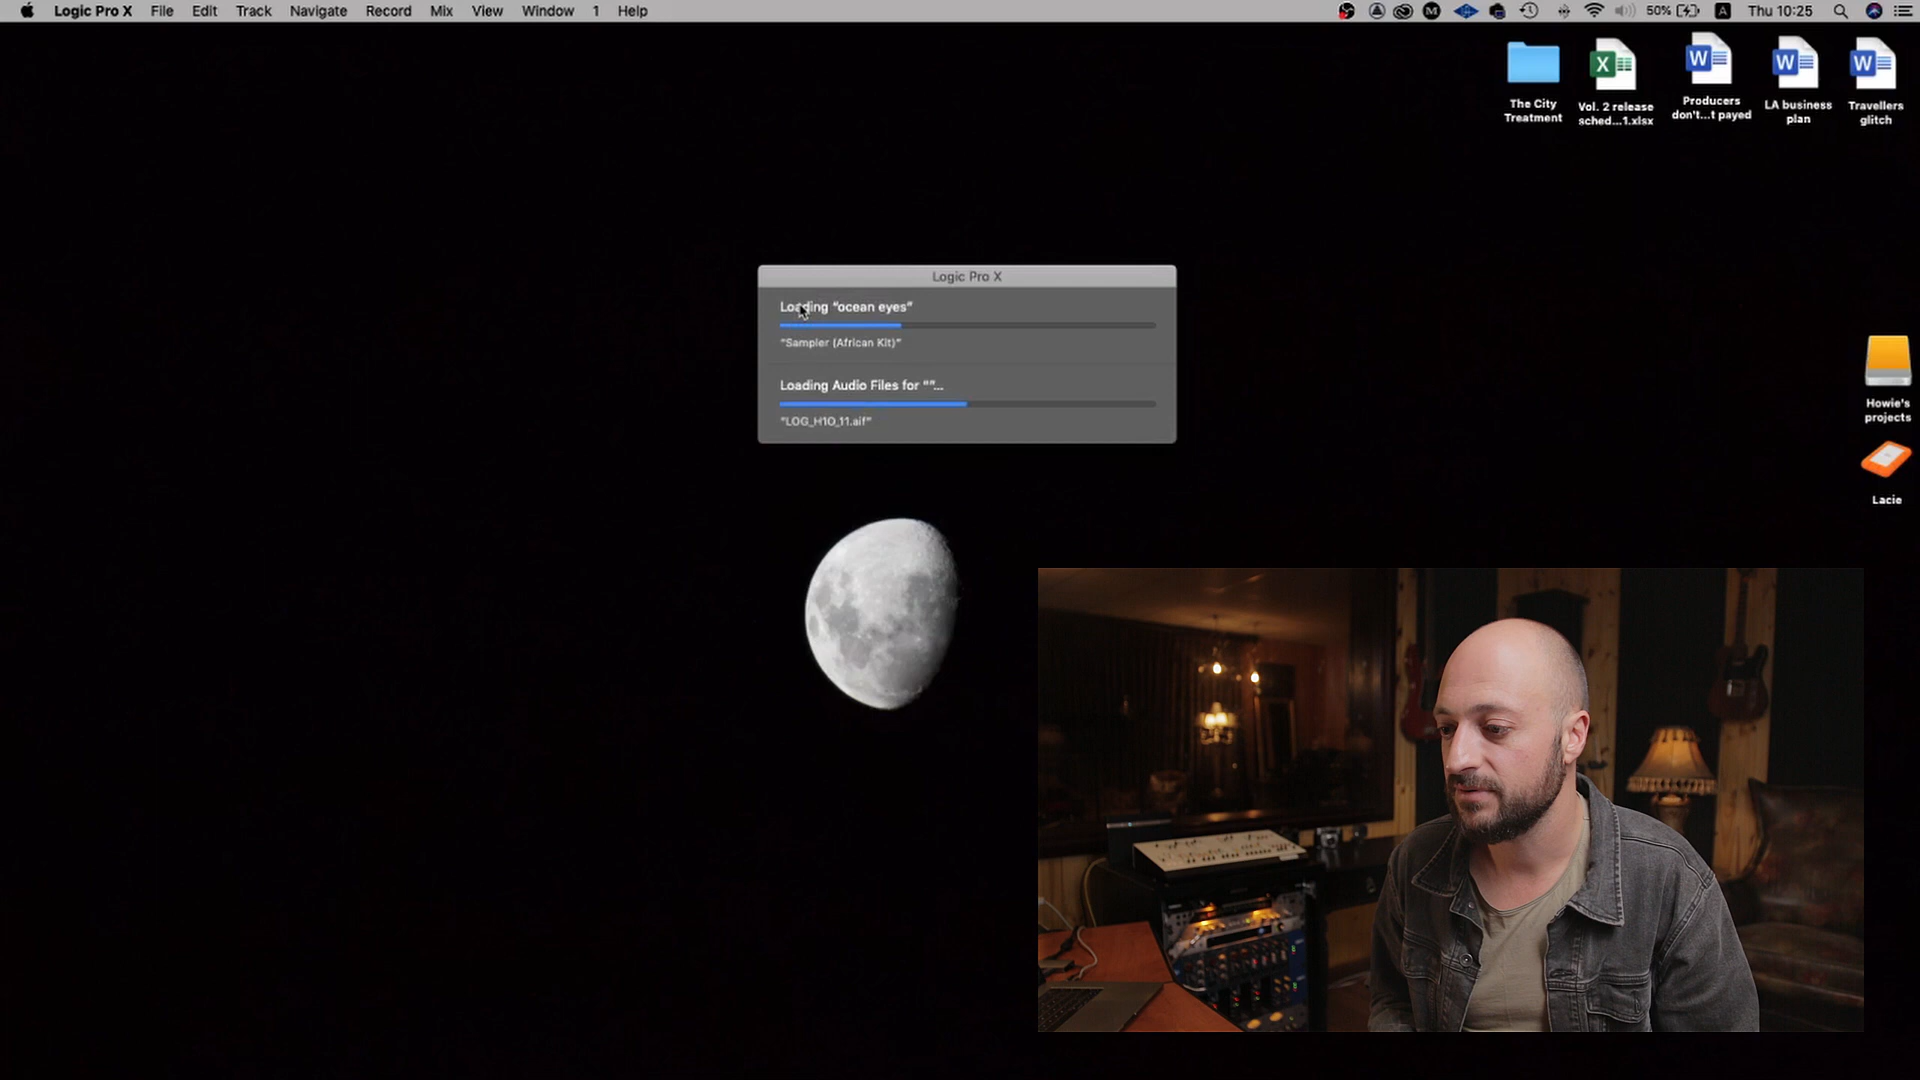 Logic Pro X File Edit Track Navigate Record Mix View Window 1 Help
50% A Thu 10:25
The City
Treatment
Vol. 2 release
sched...1.xlsx
Producers
don't...t payed
LA business
plan
Travellers
glitch
Logic Pro X
Loading “ocean eyes”
"Sampler (African Kit)"
Loading Audio Files for “”...
"LOG_H10_11.aif"
Howie's
projects
Lacie